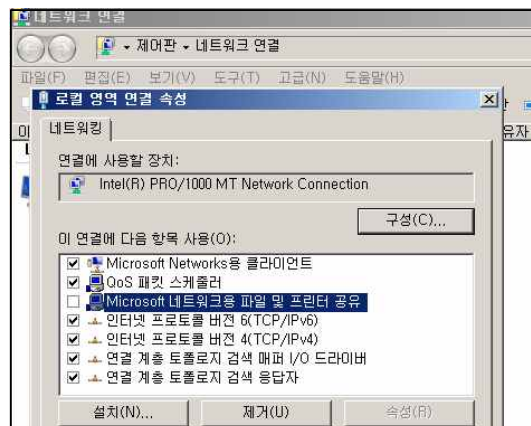 네트워크 연결
제어판 네트워크 연결
파일(F) 편집(E) 보기(V) 도구(T) 고급(N) 도움말(H)
로컬 영역 연결 속성
네트워킹
연결에 사용할 장치:
Intel(R) PRO/1000 MT Network Connection
구성(C)...
이 연결에 다음 항목 사용(O):
Microsoft Networks용 클라이언트
QoS 패킷 스케줄러
Microsoft 네트워크용 파일 및 프린터 공유
인터넷 프로토콜 버전 6(TCP/IPv6)
인터넷 프로토콜 버전 4(TCP/IPv4)
연결 계층 토폴로지 검색 매퍼 I/O 드라이버
연결 계층 토폴로지 검색 응답자
설치(N)... 제거(U) 속성(R)